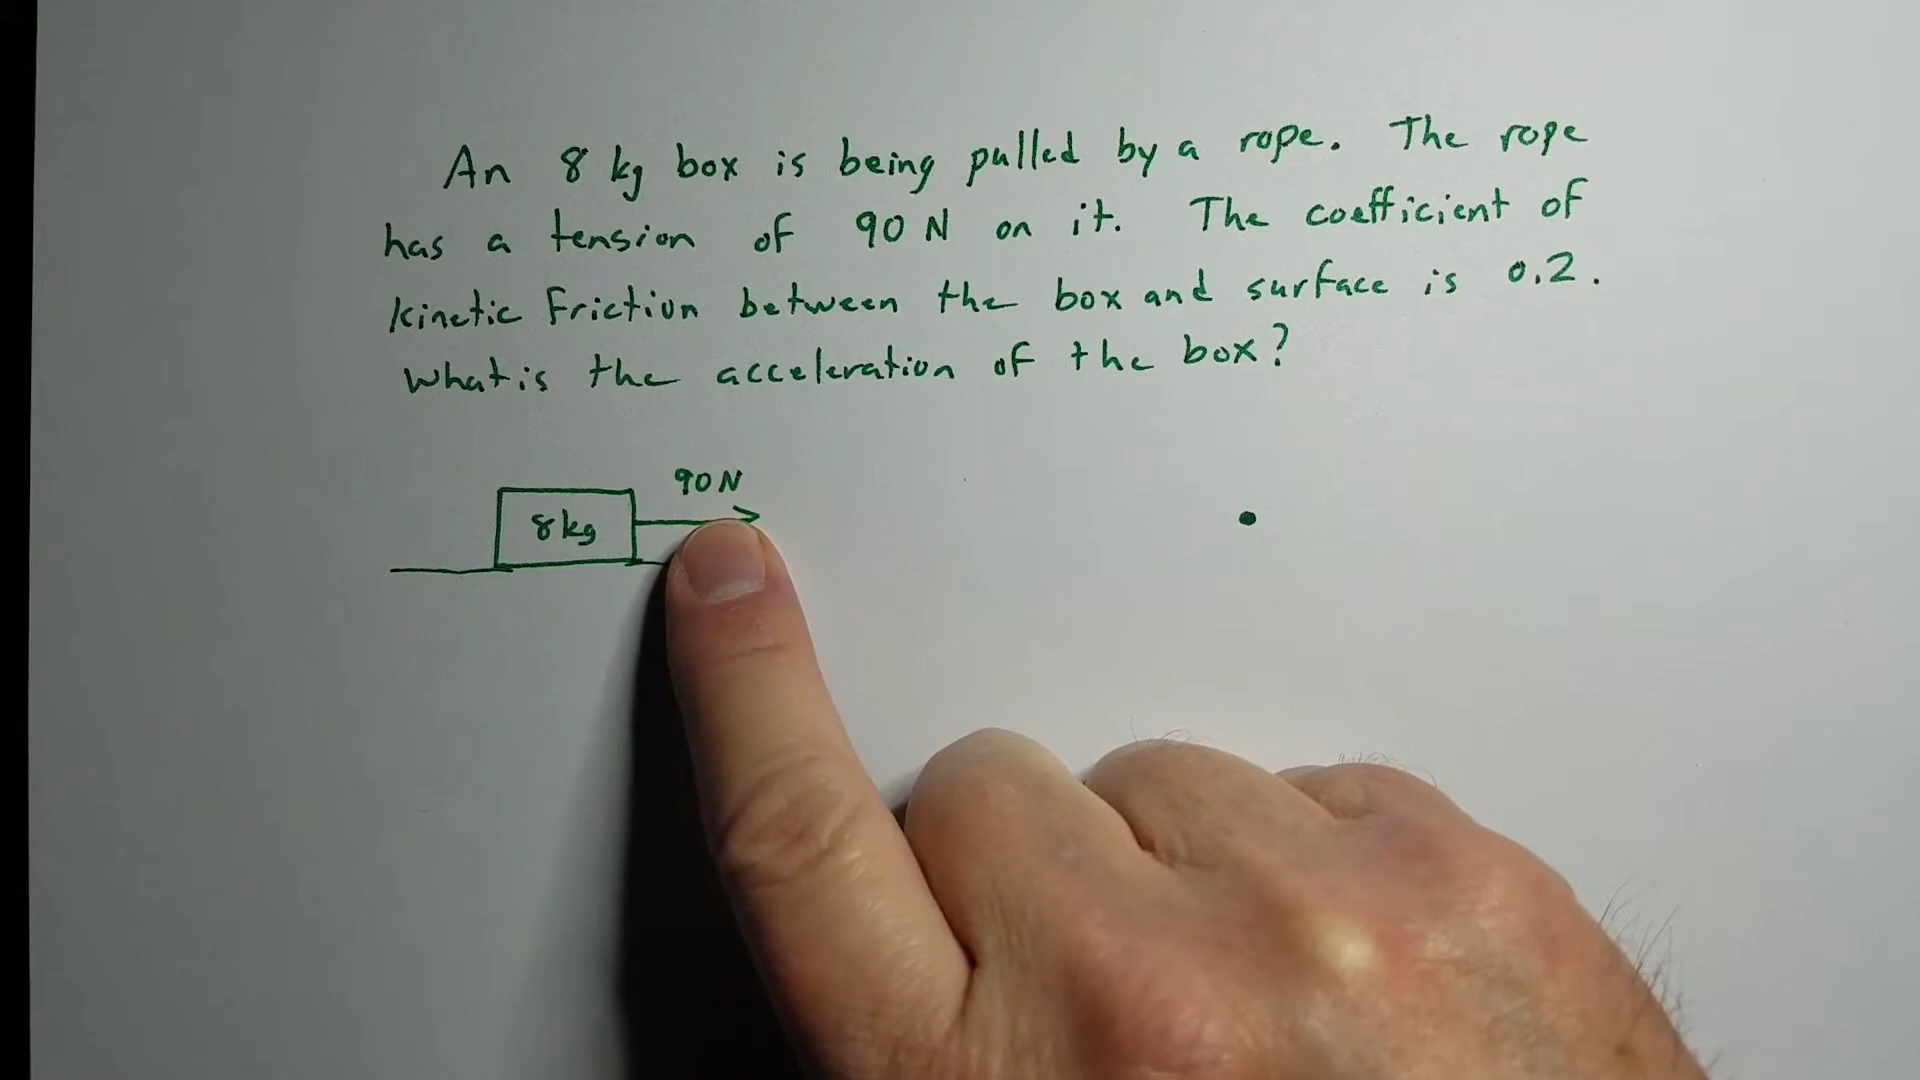 An 8 kg box is being pulled by a rope. The rope
has a tension of 90 N on it. The coefficient of
kinetic friction between the box and surface is 0.2.
What is the acceleration of the box?
90 N
8 kg